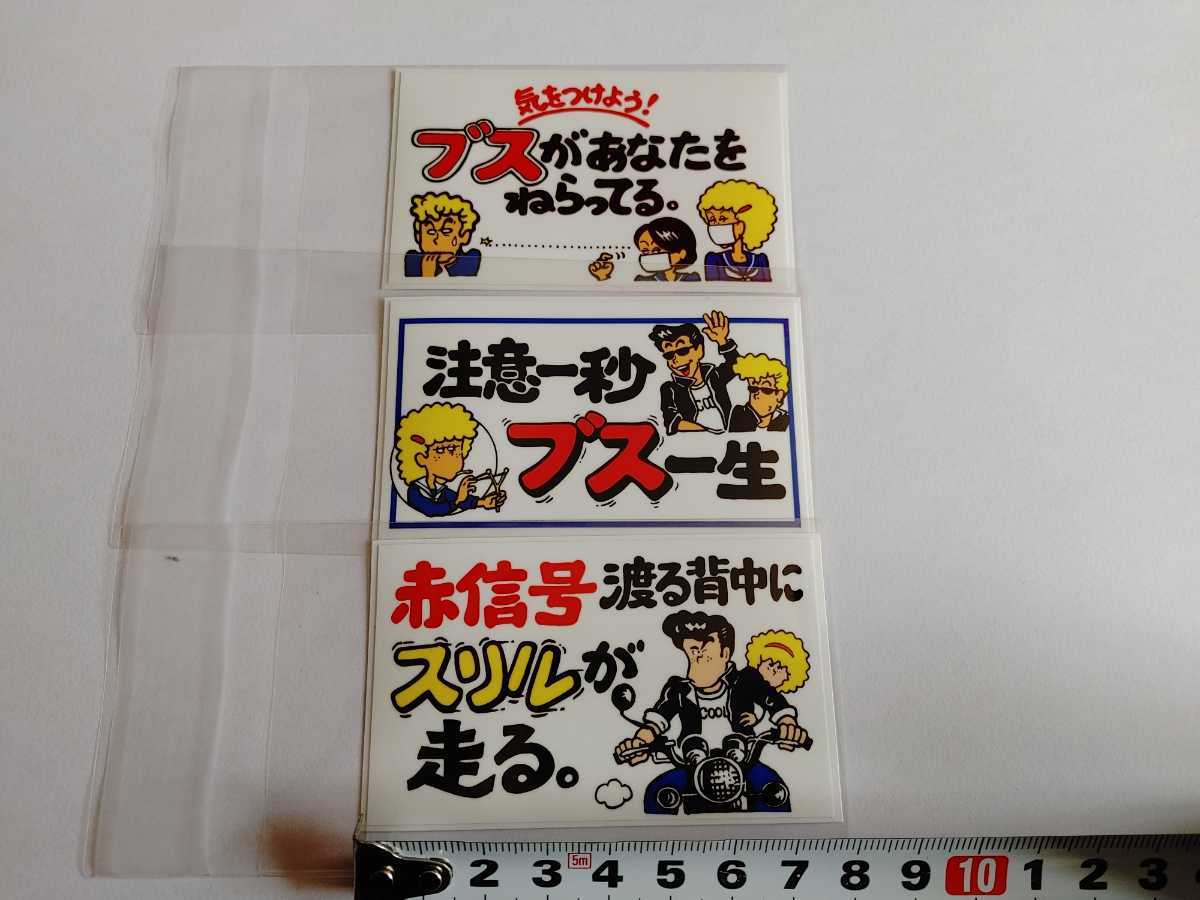 気をつけよう!
ブスがあなたを
ねらってる。
注意一秒
COOL
ブス一生
赤信号 渡る背中に
スリルが
走る。
COOL
2 3 5m 4 5 6 7 8 9 10 1 2 3